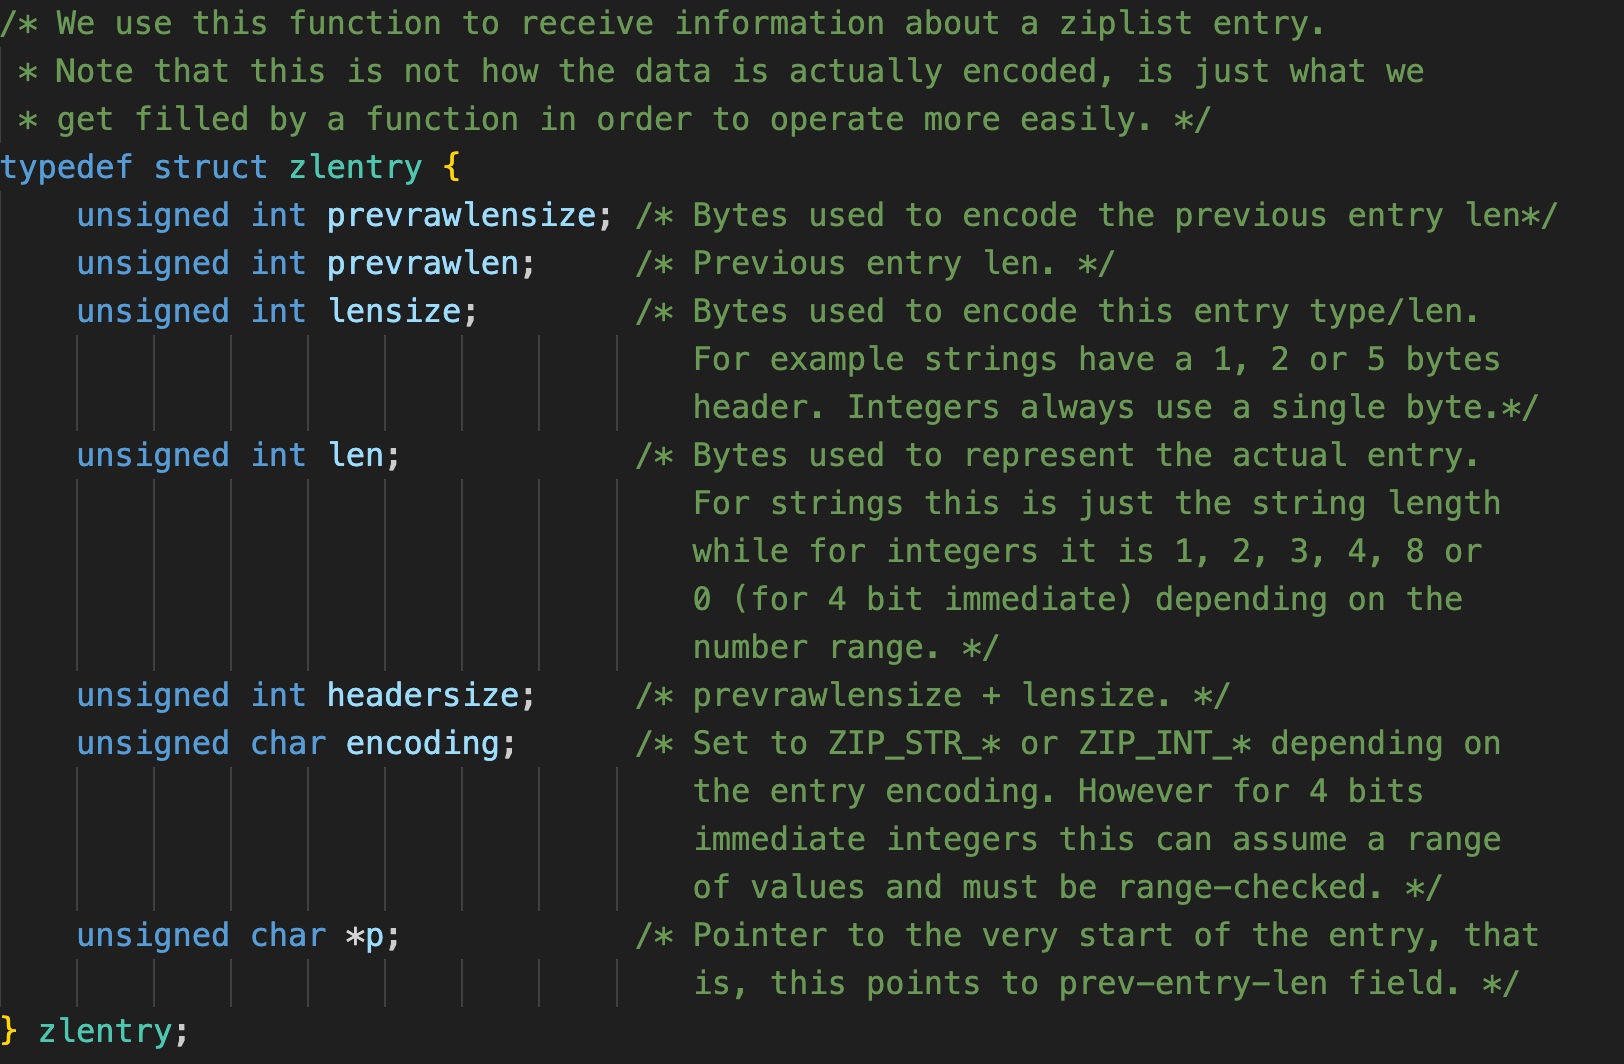 /* We use this function to receive information about a ziplist entry.
 * Note that this is not how the data is actually encoded, is just what we
 * get filled by a function in order to operate more easily. */
typedef struct zlentry {
    unsigned int prevrawlensize; /* Bytes used to encode the previous entry len*/
    unsigned int prevrawlen;     /* Previous entry len. */
    unsigned int lensize;        /* Bytes used to encode this entry type/len.
                                    For example strings have a 1, 2 or 5 bytes
                                    header. Integers always use a single byte.*/
    unsigned int len;            /* Bytes used to represent the actual entry.
                                    For strings this is just the string length
                                    while for integers it is 1, 2, 3, 4, 8 or
                                    0 (for 4 bit immediate) depending on the
                                    number range. */
    unsigned int headersize;     /* prevrawlensize + lensize. */
    unsigned char encoding;      /* Set to ZIP_STR_* or ZIP_INT_* depending on
                                    the entry encoding. However for 4 bits
                                    immediate integers this can assume a range
                                    of values and must be range-checked. */
    unsigned char *p;            /* Pointer to the very start of the entry, that
                                    is, this points to prev-entry-len field. */
} zlentry;